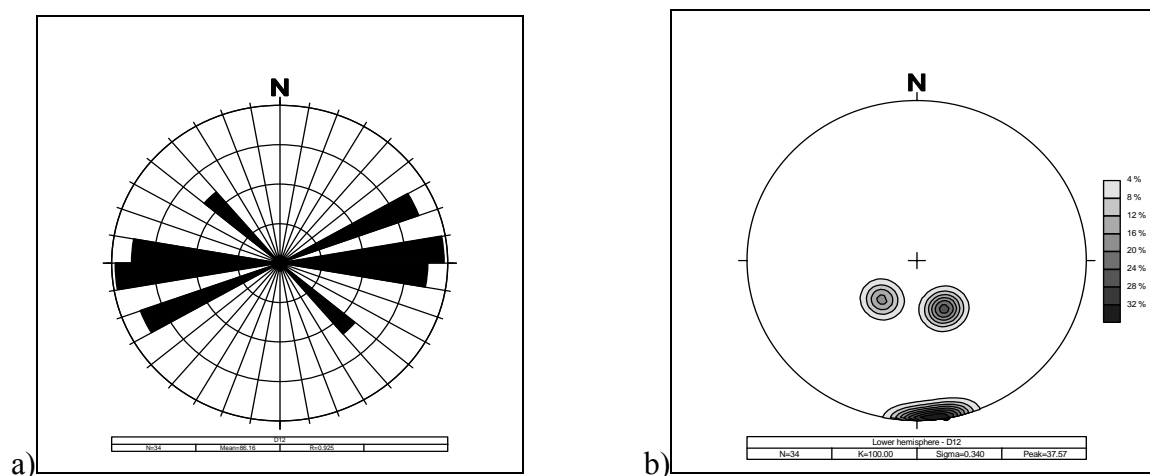 N
D12
N=34 Mean=86.16 R=0.925
a)
N
4 %
8 %
12 %
16 %
20 %
24 %
28 %
32 %
Lower hemisphere - D12
N=34 K=100.00 Sigma=0.340 Peak=37.57
b)